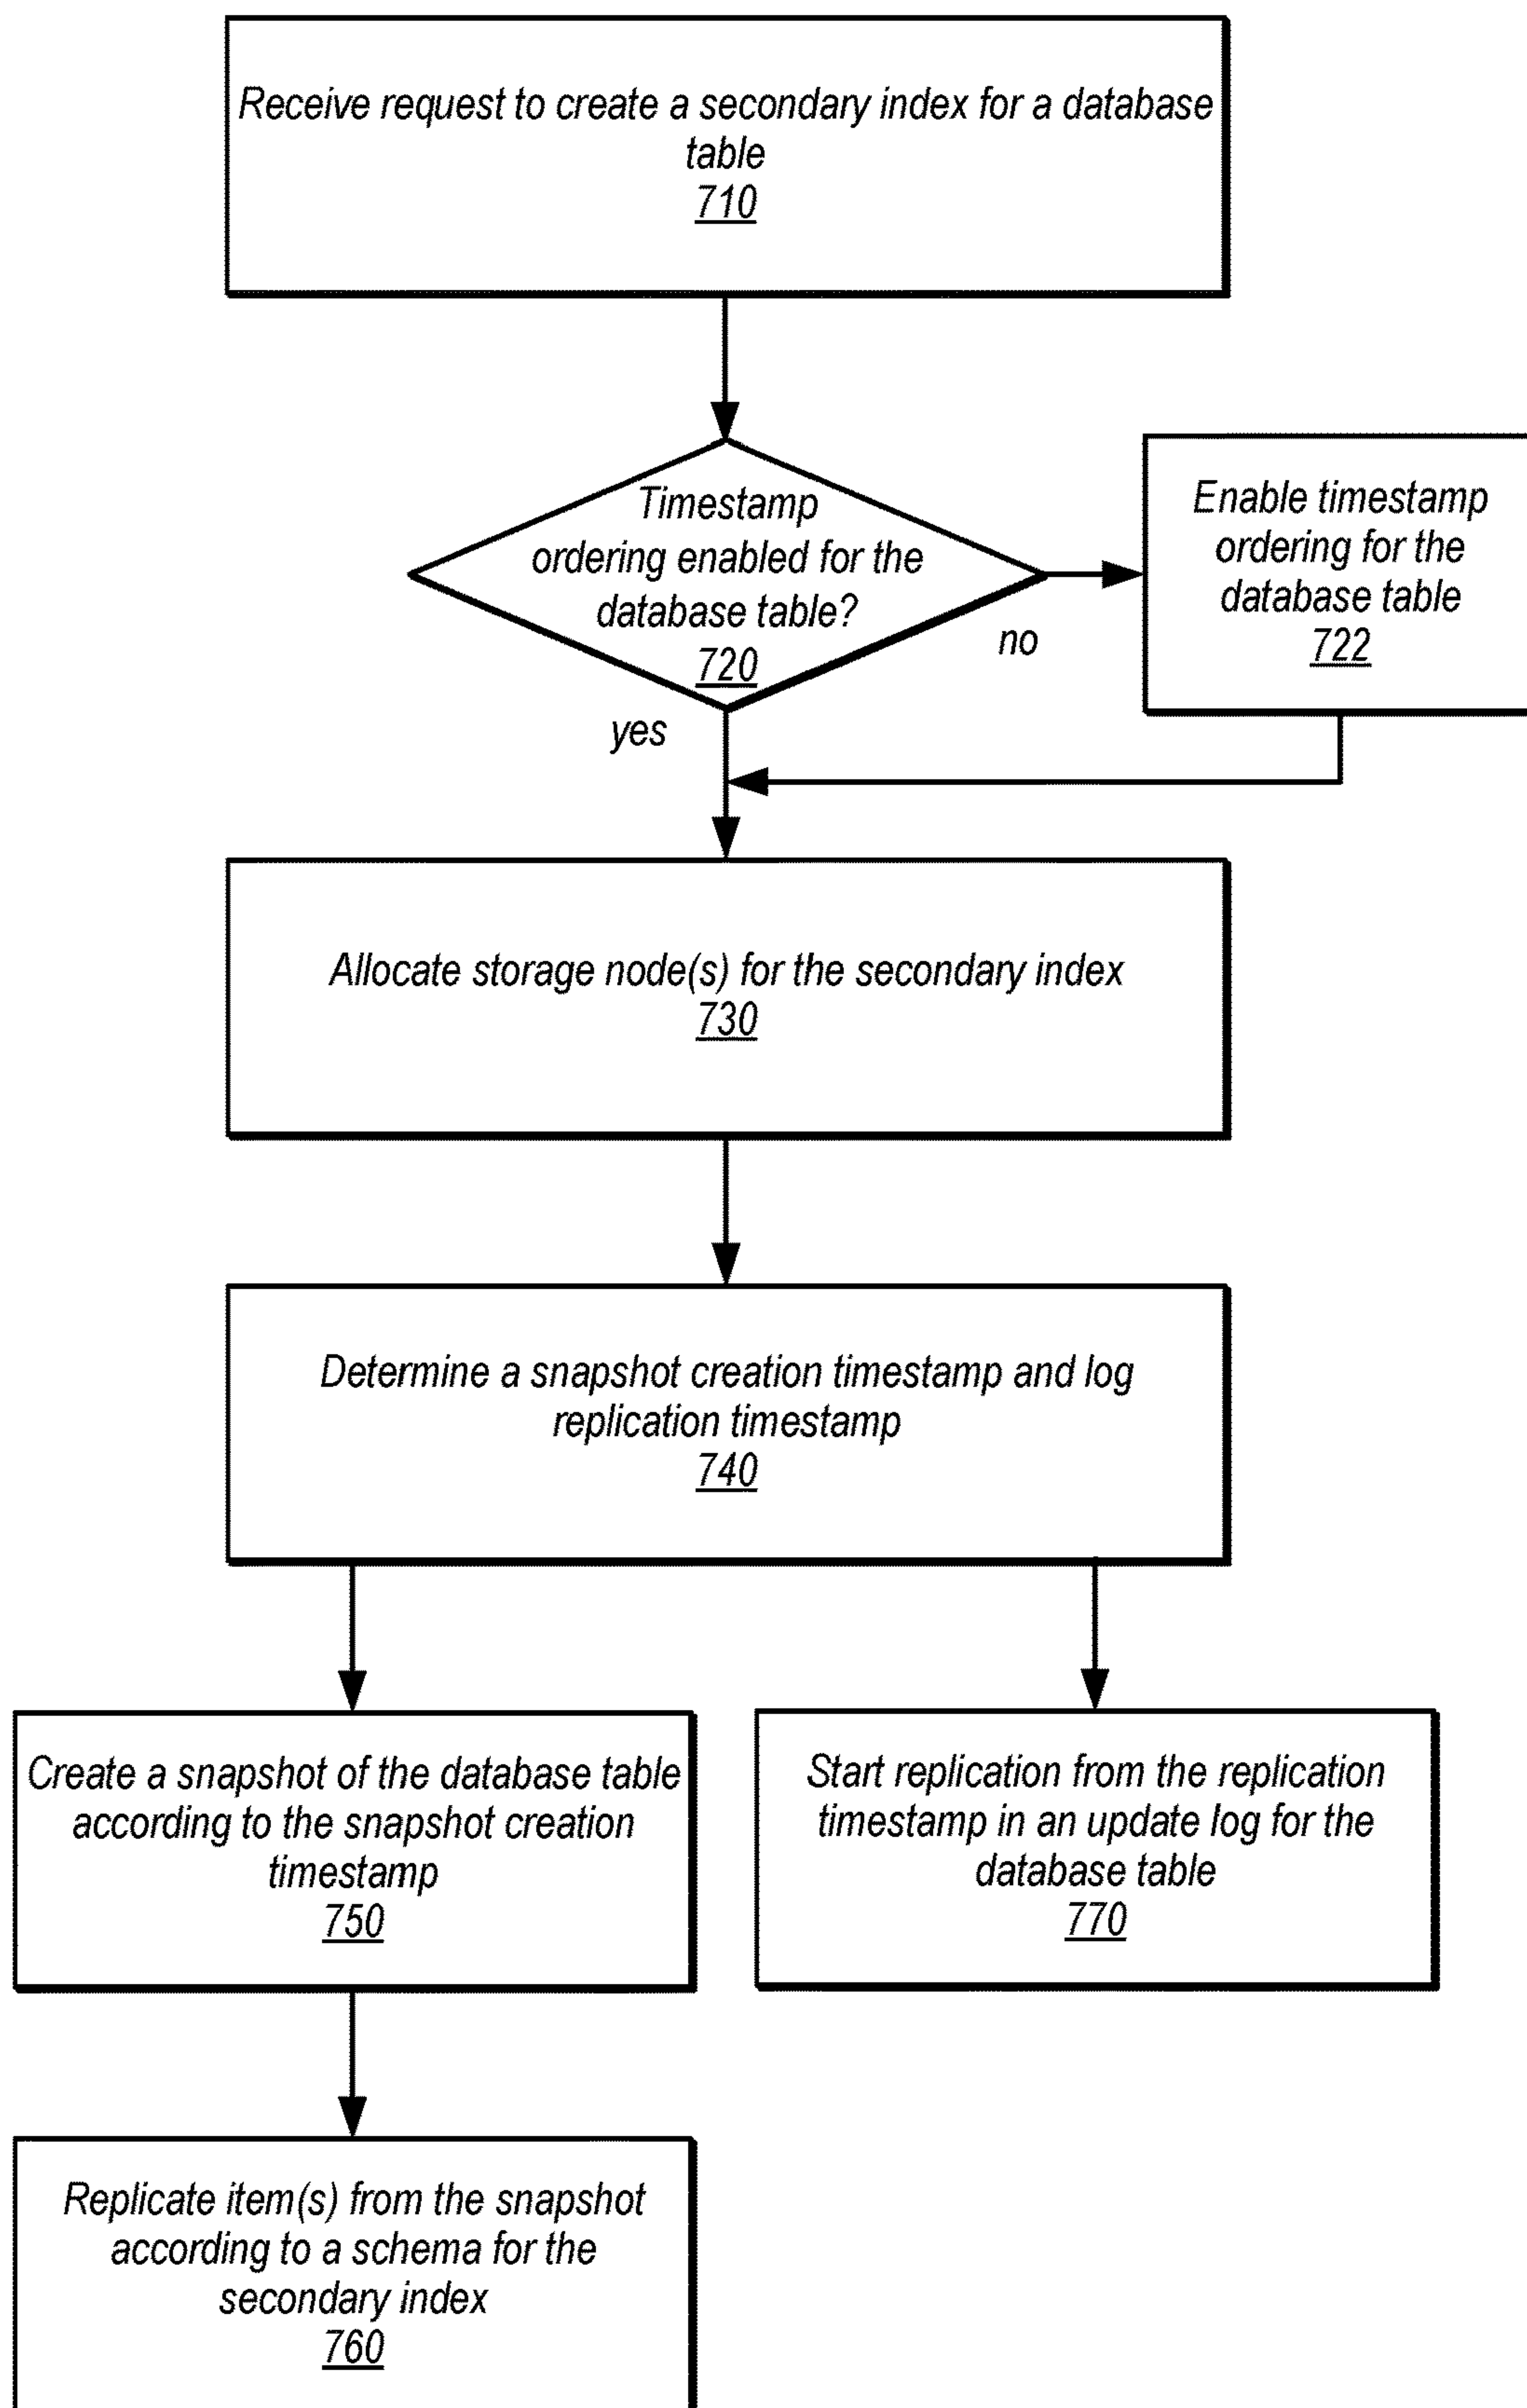 Receive request to create a secondary index for a database
table
710
Timestamp
ordering enabled for the
database table?
720
no
yes
Enable timestamp
ordering for the
database table
722
Allocate storage node(s) for the secondary index
730
Determine a snapshot creation timestamp and log
replication timestamp
740
Create a snapshot of the database table
according to the snapshot creation
timestamp
750
Start replication from the replication
timestamp in an update log for the
database table
770
Replicate item(s) from the snapshot
according to a schema for the
secondary index
760